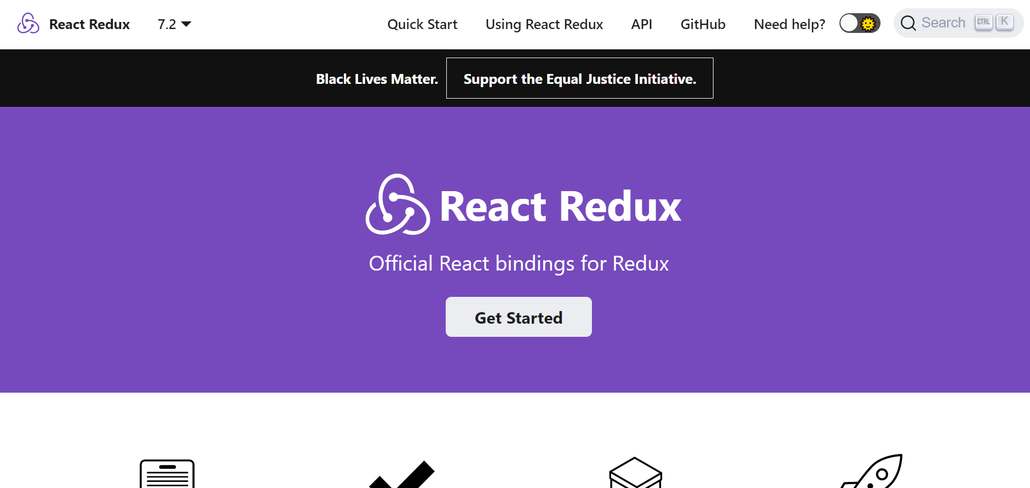 React Redux 7.2 Quick Start Using React Redux API GitHub Need help? Search CTRL K
Black Lives Matter. Support the Equal Justice Initiative.
React Redux
Official React bindings for Redux
Get Started